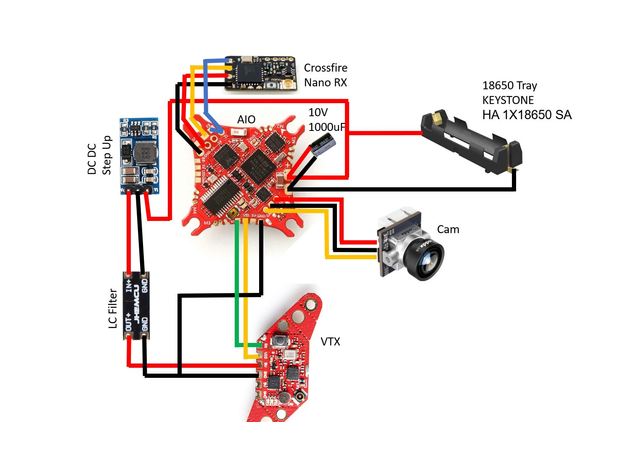 Crossfire
Nano RX
18650 Tray
KEYSTONE
HA 1X18650 SA
10V
1000uF
AIO
DC DC
Step Up
Cam
LC Filter
IN+
GND
JHEMCU
OUT+
GND
VTX